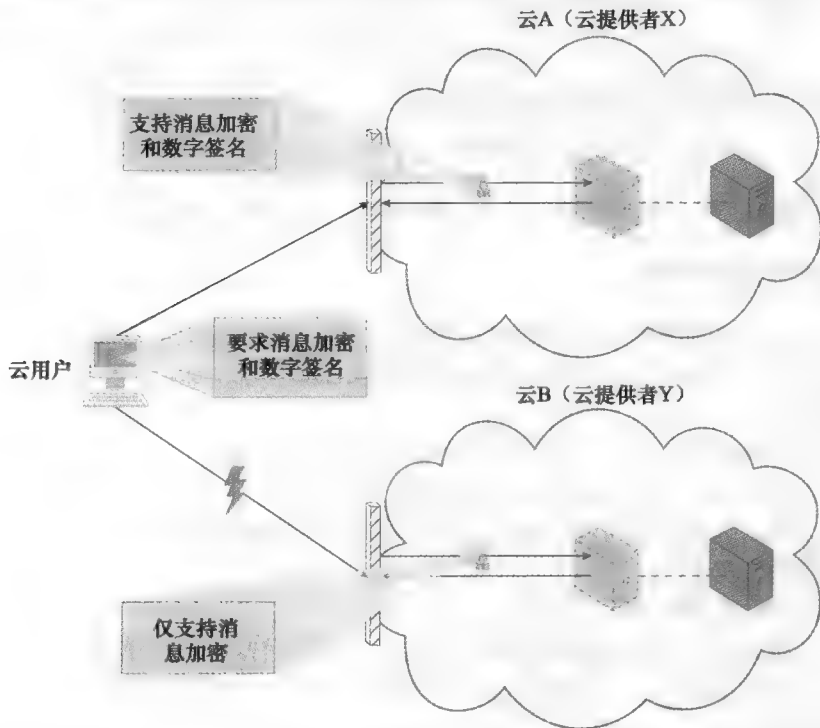 云A（云提供者X）
支持消息加密
和数字签名
要求消息加密
和数字签名
云用户
云B（云提供者Y）
仅支持消
息加密